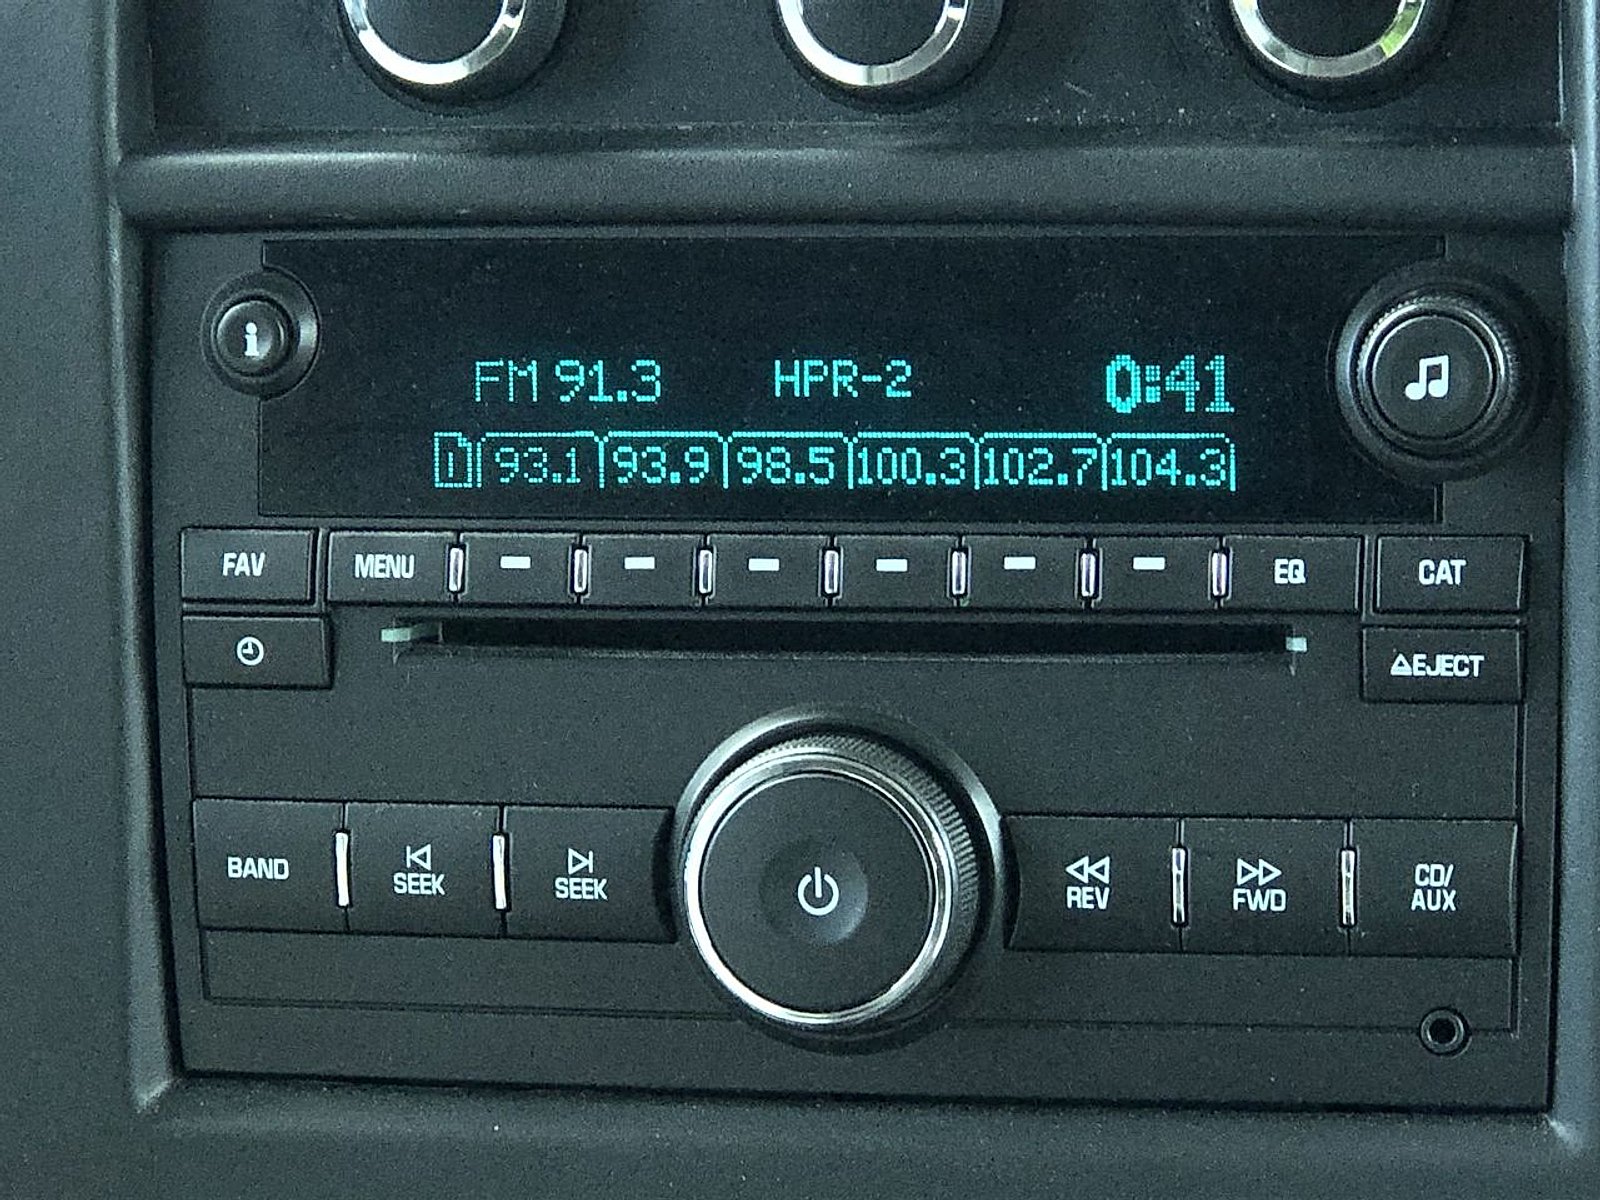 i
FM 91.3 HPR-2 0:41
1 93.1 93.9 98.5 100.3 102.7 104.3
FAV MENU EQ CAT
EJECT
BAND SEEK SEEK REV FWD CD/
AUX